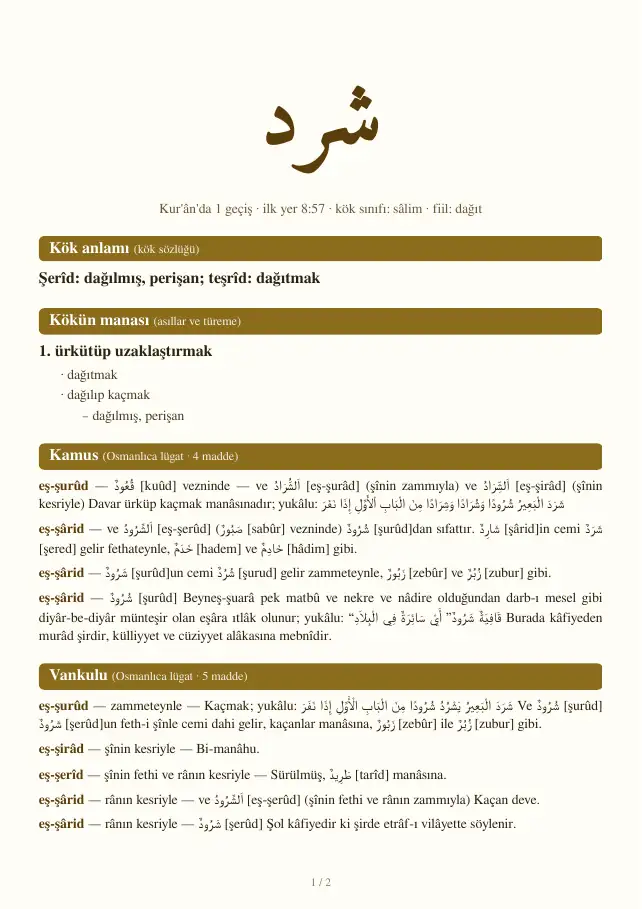 شرد
Kur'ân'da 1 geçiş · ilk yer 8:57 · kök sınıfı: sâlim · fiil: dağıt
Kök anlamı (kök sözlüğü)
Şerîd: dağılmış, perişan; teşrîd: dağıtmak
Kökün manası (asıllar ve türeme)
1. ürkütüp uzaklaştırmak
· dağıtmak
· dağılıp kaçmak
– dağılmış, perişan
Kamus (Osmanlıca lügat · 4 madde)
eş-şurûd — قُعُودٌ [kuûd] vezninde — ve اَلشُّرَادُ [eş-şurâd] (şînin zammıyla) ve اَلشِّرَادُ [eş-şirâd] (şînin
kesriyle) Davar ürküp kaçmak manâsınadır; yukâlu: شَرَدَ الْبَعِيرُ شُرُودًا وَشُرَادًا وَشِرَادًا مِنَ الْبَابِ الْأَوَّلِ إِذَا نَفَرَ
eş-şârid — ve اَلشَّرُودُ [eş-şerûd] (صَبُورٌ [sabûr] vezninde) شُرُودٌ [şurûd]dan sıfattır. شَارِدٌ [şârid]in cemi شَرَدٌ
[şered] gelir fethateynle, خَدَمٌ [hadem] ve خَادِمٌ [hâdim] gibi.
eş-şârid — شَرُودٌ [şurûd]un cemi شُرُدٌ [şurud] gelir zammeteynle, زَبُورٌ [zebûr] ve زُبُرٌ [zubur] gibi.
eş-şârid — شُرُودٌ [şurûd] Beyneş-şuarâ pek matbû ve nekre ve nâdire olduğundan darb-ı mesel gibi
diyâr-be-diyâr münteşir olan eşâra ıtlâk olunur; yukâlu: “قَافِيَةٌ شَرُودٌ” أَيْ سَائِرَةٌ فِي الْبِلَادِ Burada kâfiyeden
murâd şirdir, külliyyet ve cüziyyet alâkasına mebnîdir.
Vankulu (Osmanlıca lügat · 5 madde)
eş-şurûd — zammeteynle — Kaçmak; yukâlu: شَرَدَ الْبَعِيرُ يَشْرُدُ شُرُودًا مِنَ الْبَابِ الْأَوَّلِ إِذَا نَفَرَ Ve شُرُودٌ [şurûd]
شَرُودٌ [şerûd]un feth-i şînle cemi dahi gelir, kaçanlar manâsına, زَبُورٌ [zebûr] ile زُبُرٌ [zubur] gibi.
eş-şirâd — şînin kesriyle — Bi-manâhu.
eş-şerîd — şînin fethi ve rânın kesriyle — Sürülmüş, طَرِيدٌ [tarîd] manâsına.
eş-şârid — rânın kesriyle — ve اَلشَّرُودُ [eş-şerûd] (şînin fethi ve rânın zammıyla) Kaçan deve.
eş-şârid — rânın kesriyle — شَرُودٌ [şerûd] Şol kâfiyedir ki şirde etrâf-ı vilâyette söylenir.
1 / 2